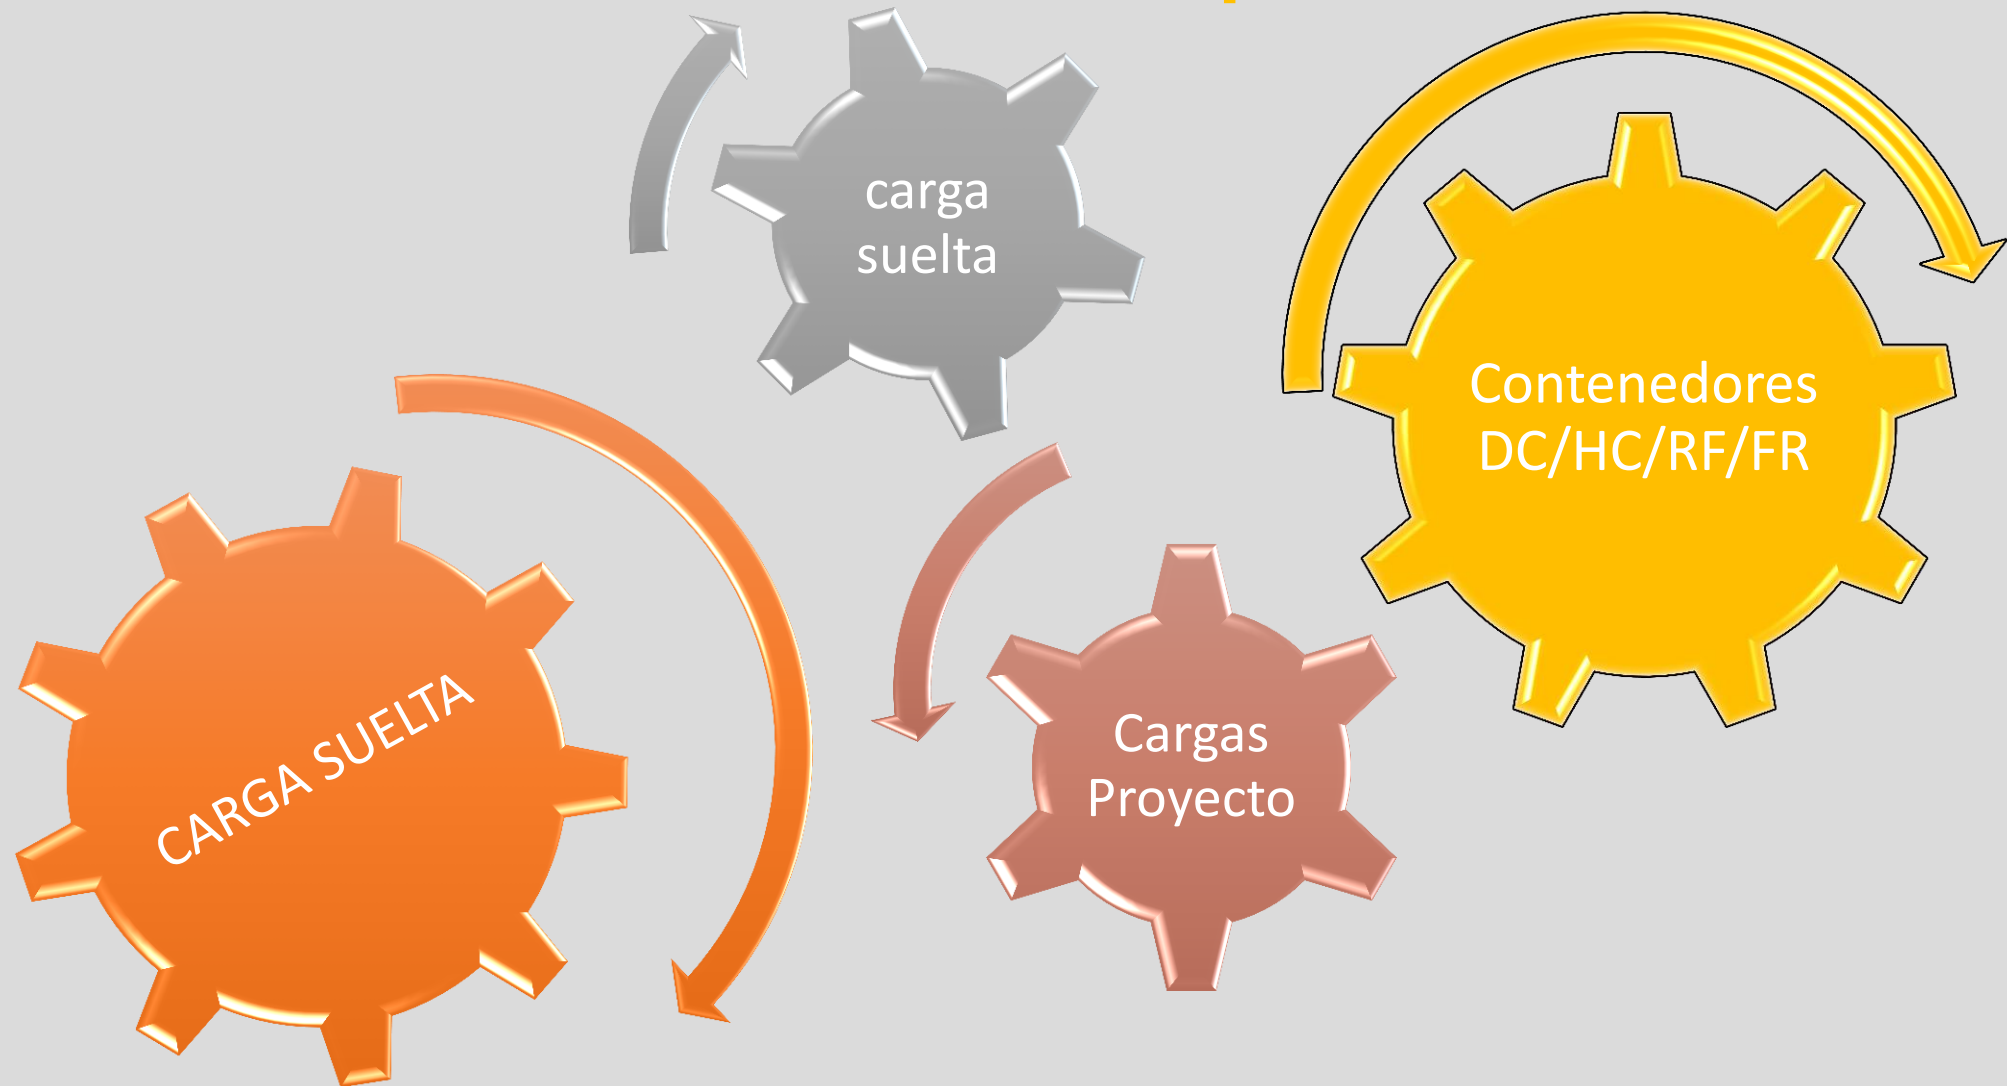 carga
suelta
Contenedores
DC/HC/RF/FR
CARGA SUELTA
Cargas
Proyecto